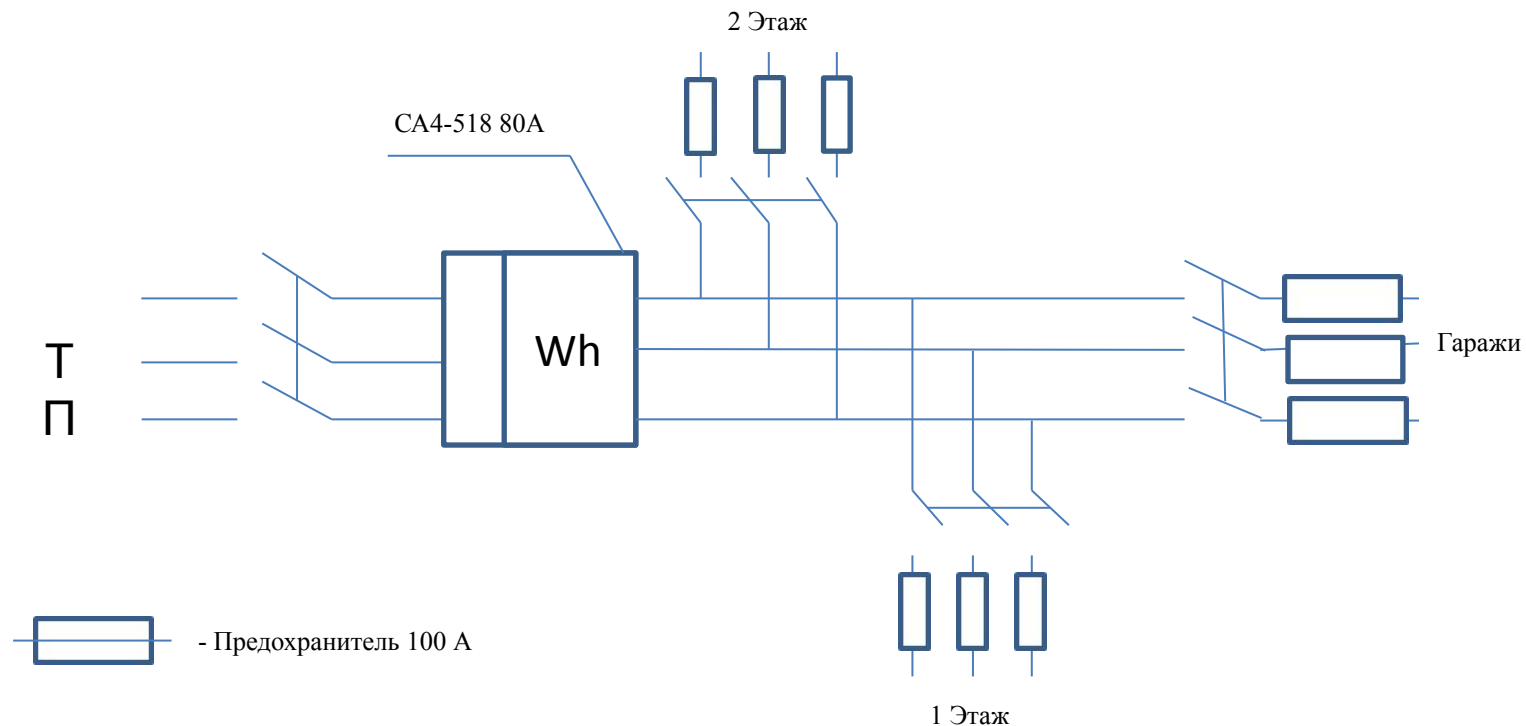 2 Этаж
СА4-518 80А
Т
П
Wh
Гаражи
- Предохранитель 100 А
1 Этаж